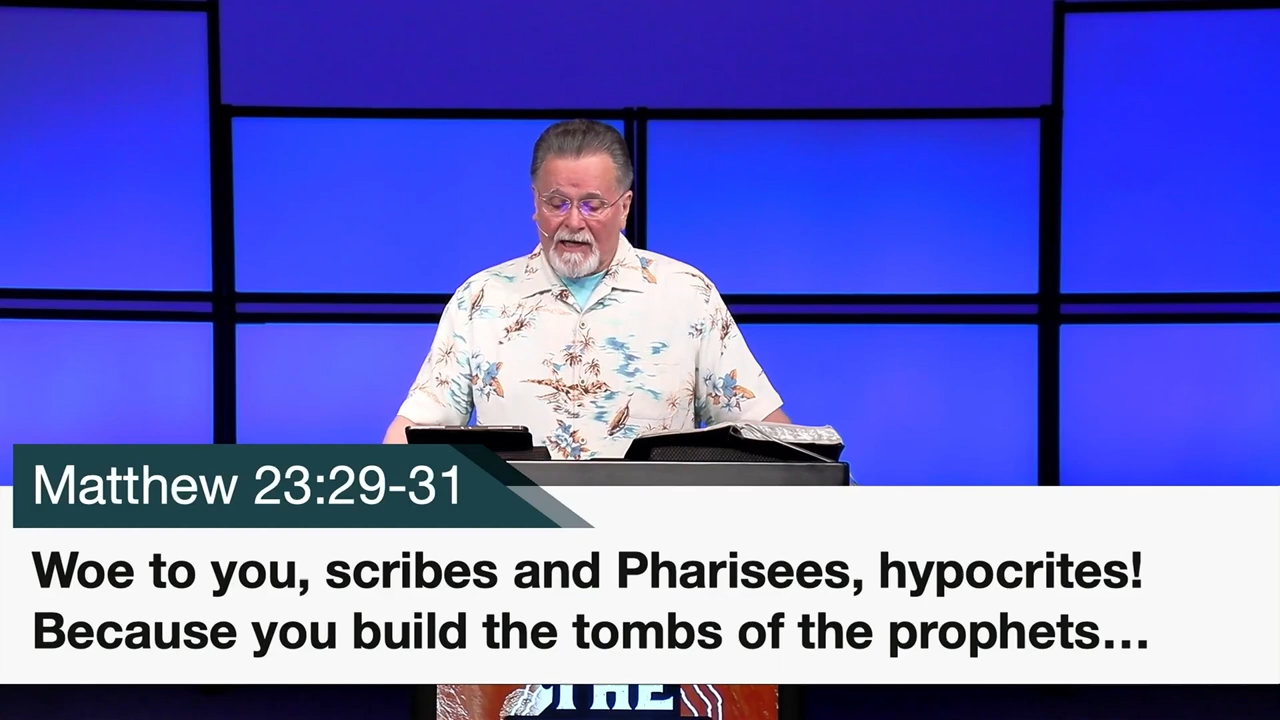 Matthew 23:29-31
Woe to you, scribes and Pharisees, hypocrites!
Because you build the tombs of the prophets...
THE